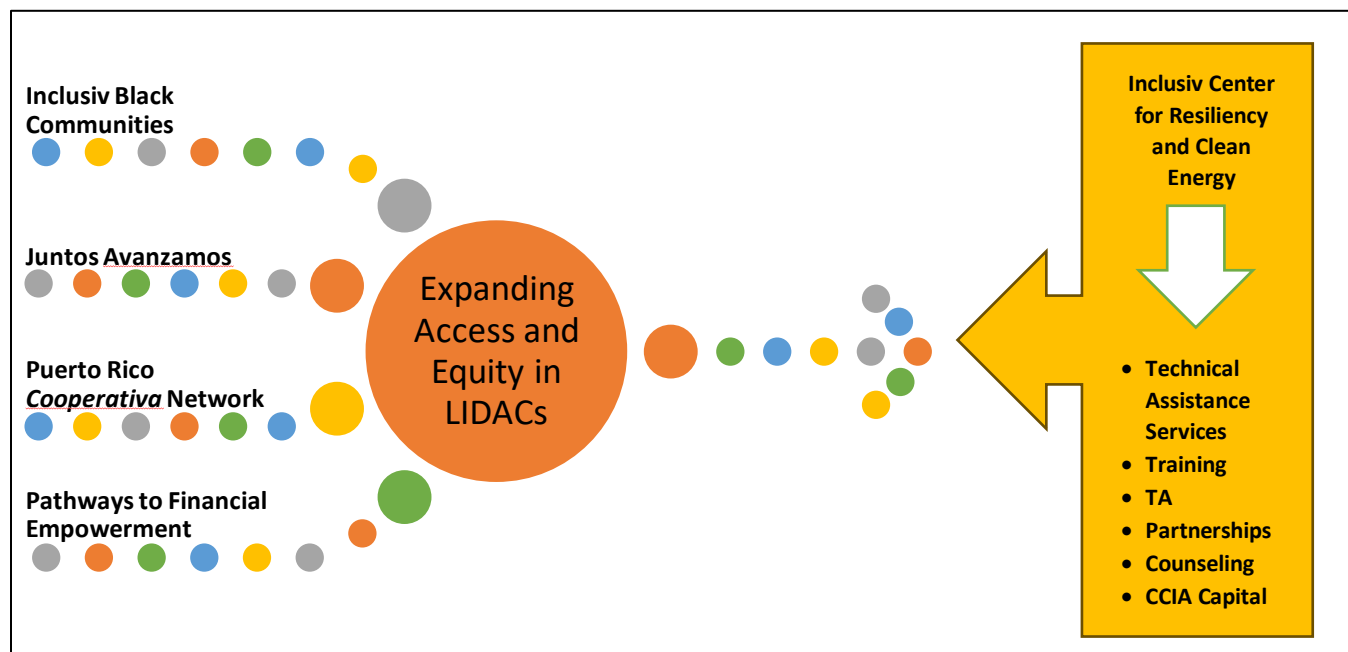 Inclusiv Black
Communities
Juntos Avanzamos
Puerto Rico
Cooperativa Network
Pathways to Financial
Empowerment
Expanding
Access and
Equity in
LIDACs
Inclusiv Center
for Resiliency
and Clean
Energy
• Technical
Assistance
Services
• Training
• TA
• Partnerships
• Counseling
• CCIA Capital